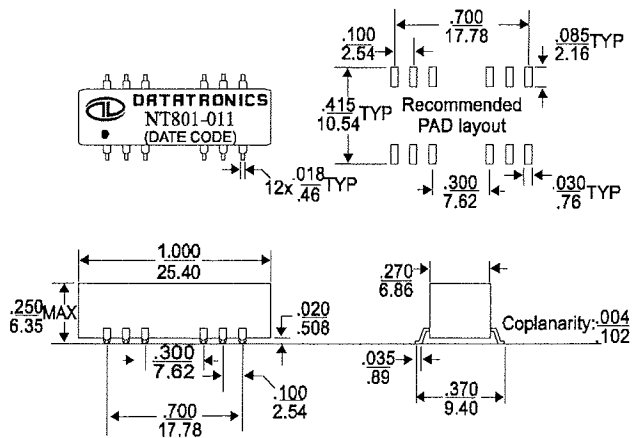 .700
17.78
.100
2.54
.085 TYP
2.16
DATATRONICS
NT801-011
(DATE CODE)
.415 TYP
10.54
Recommended
PAD layout
12x .018 TYP
.46
.300
7.62
.030 TYP
.76
1.000
25.40
.250 MAX
6.35
.020
.508
.300
7.62
.100
2.54
.700
17.78
.270
6.86
Coplanarity: .004
.102
.035
.89
.370
9.40